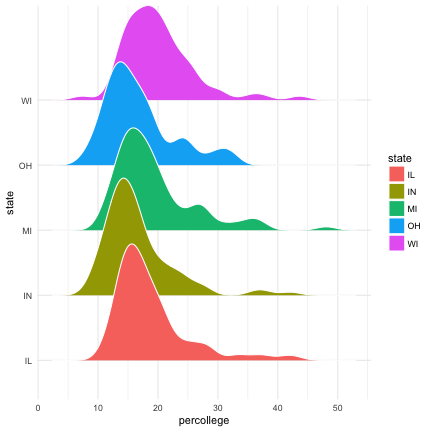 WI
OH
MI
IN
IL
state
0 10 20 30 40 50
percollege
state
IL
IN
MI
OH
WI